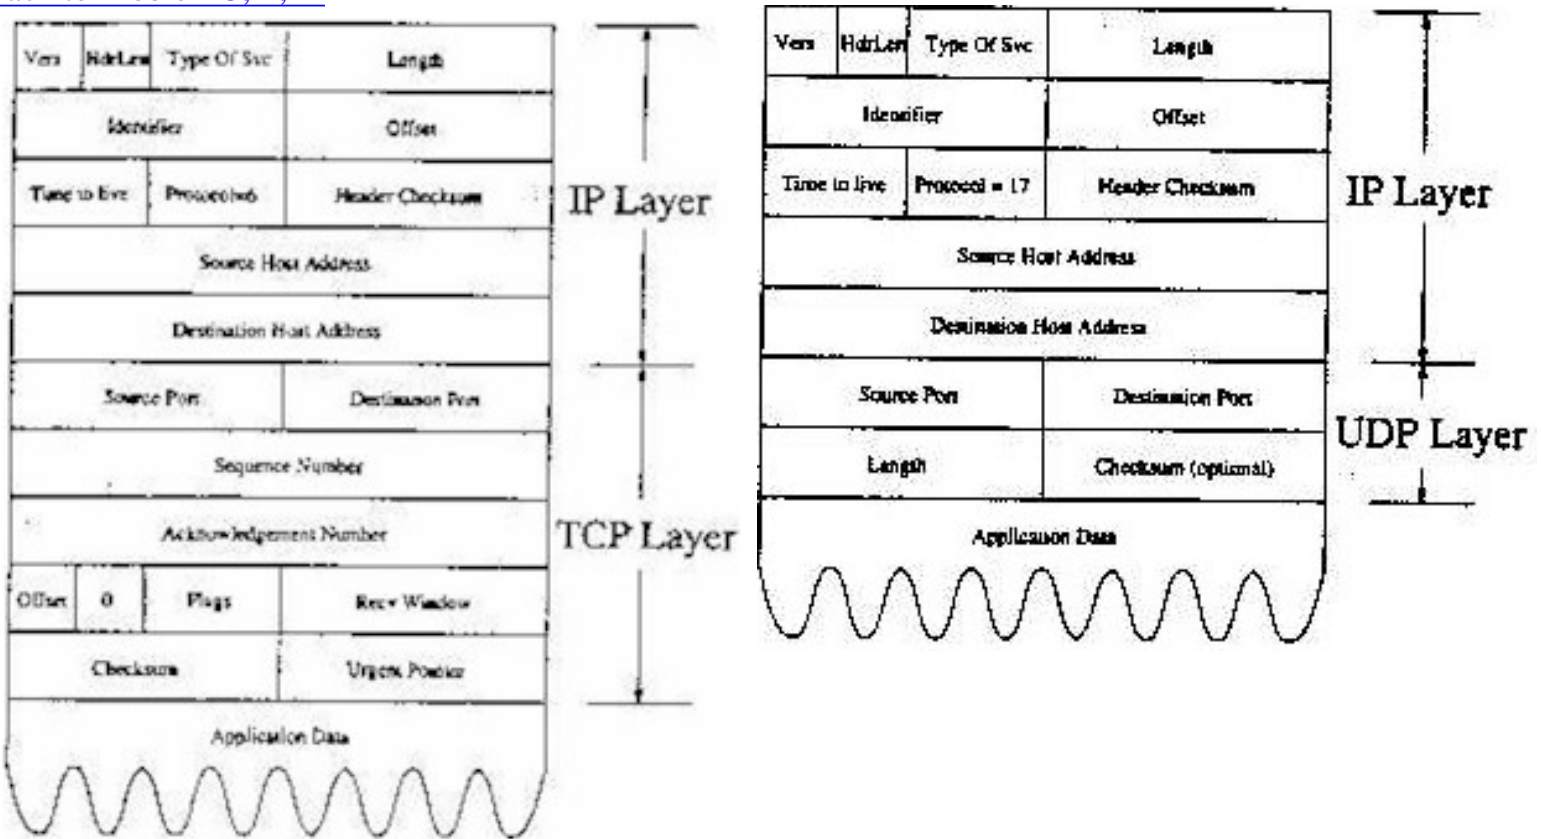 Vers HdrLen Type Of Svc Length
Identifier Offset
Time to live Protocol=6 Header Checksum
Source Host Address
Destination Host Address
IP Layer
Source Port Destination Port
Sequence Number
Acknowledgement Number
Offset 0 Flags Recv Window
Checksum Urgent Pointer
TCP Layer
Application Data
Vers HdrLen Type Of Svc Length
Identifier Offset
Time to live Protocol = 17 Header Checksum
Source Host Address
Destination Host Address
IP Layer
Source Port Destination Port
Length Checksum (optional)
UDP Layer
Application Data